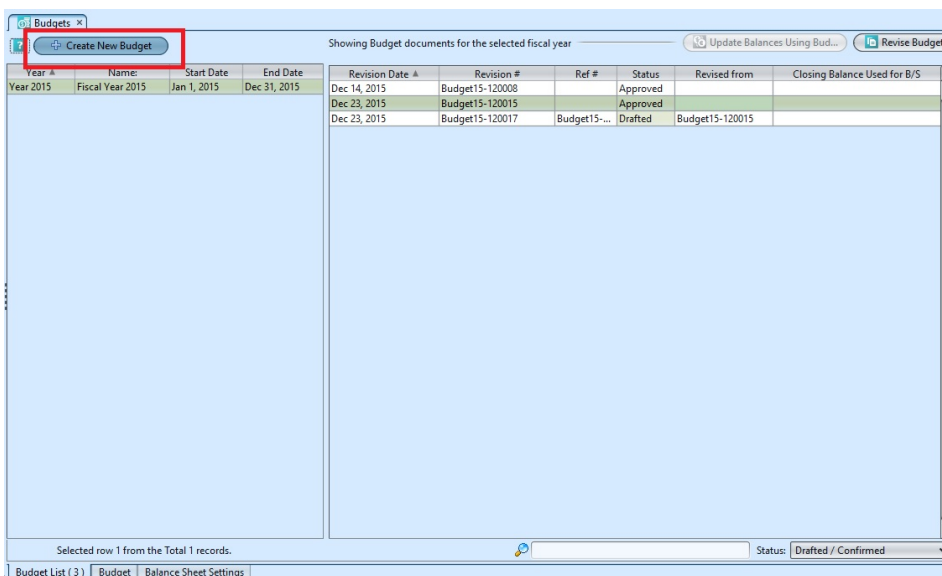 Budgets ×
? Create New Budget
Showing Budget documents for the selected fiscal year
Update Balances Using Bud...
Revise Budget
Year Name: Start Date End Date
Year 2015 Fiscal Year 2015 Jan 1, 2015 Dec 31, 2015
Revision Date Revision # Ref # Status Revised from Closing Balance Used for B/S
Dec 14, 2015 Budget15-120008 Approved
Dec 23, 2015 Budget15-120015 Approved
Dec 23, 2015 Budget15-120017 Budget15-... Drafted Budget15-120015
Selected row 1 from the Total 1 records.
Status: Drafted / Confirmed
Budget List ( 3 ) Budget Balance Sheet Settings